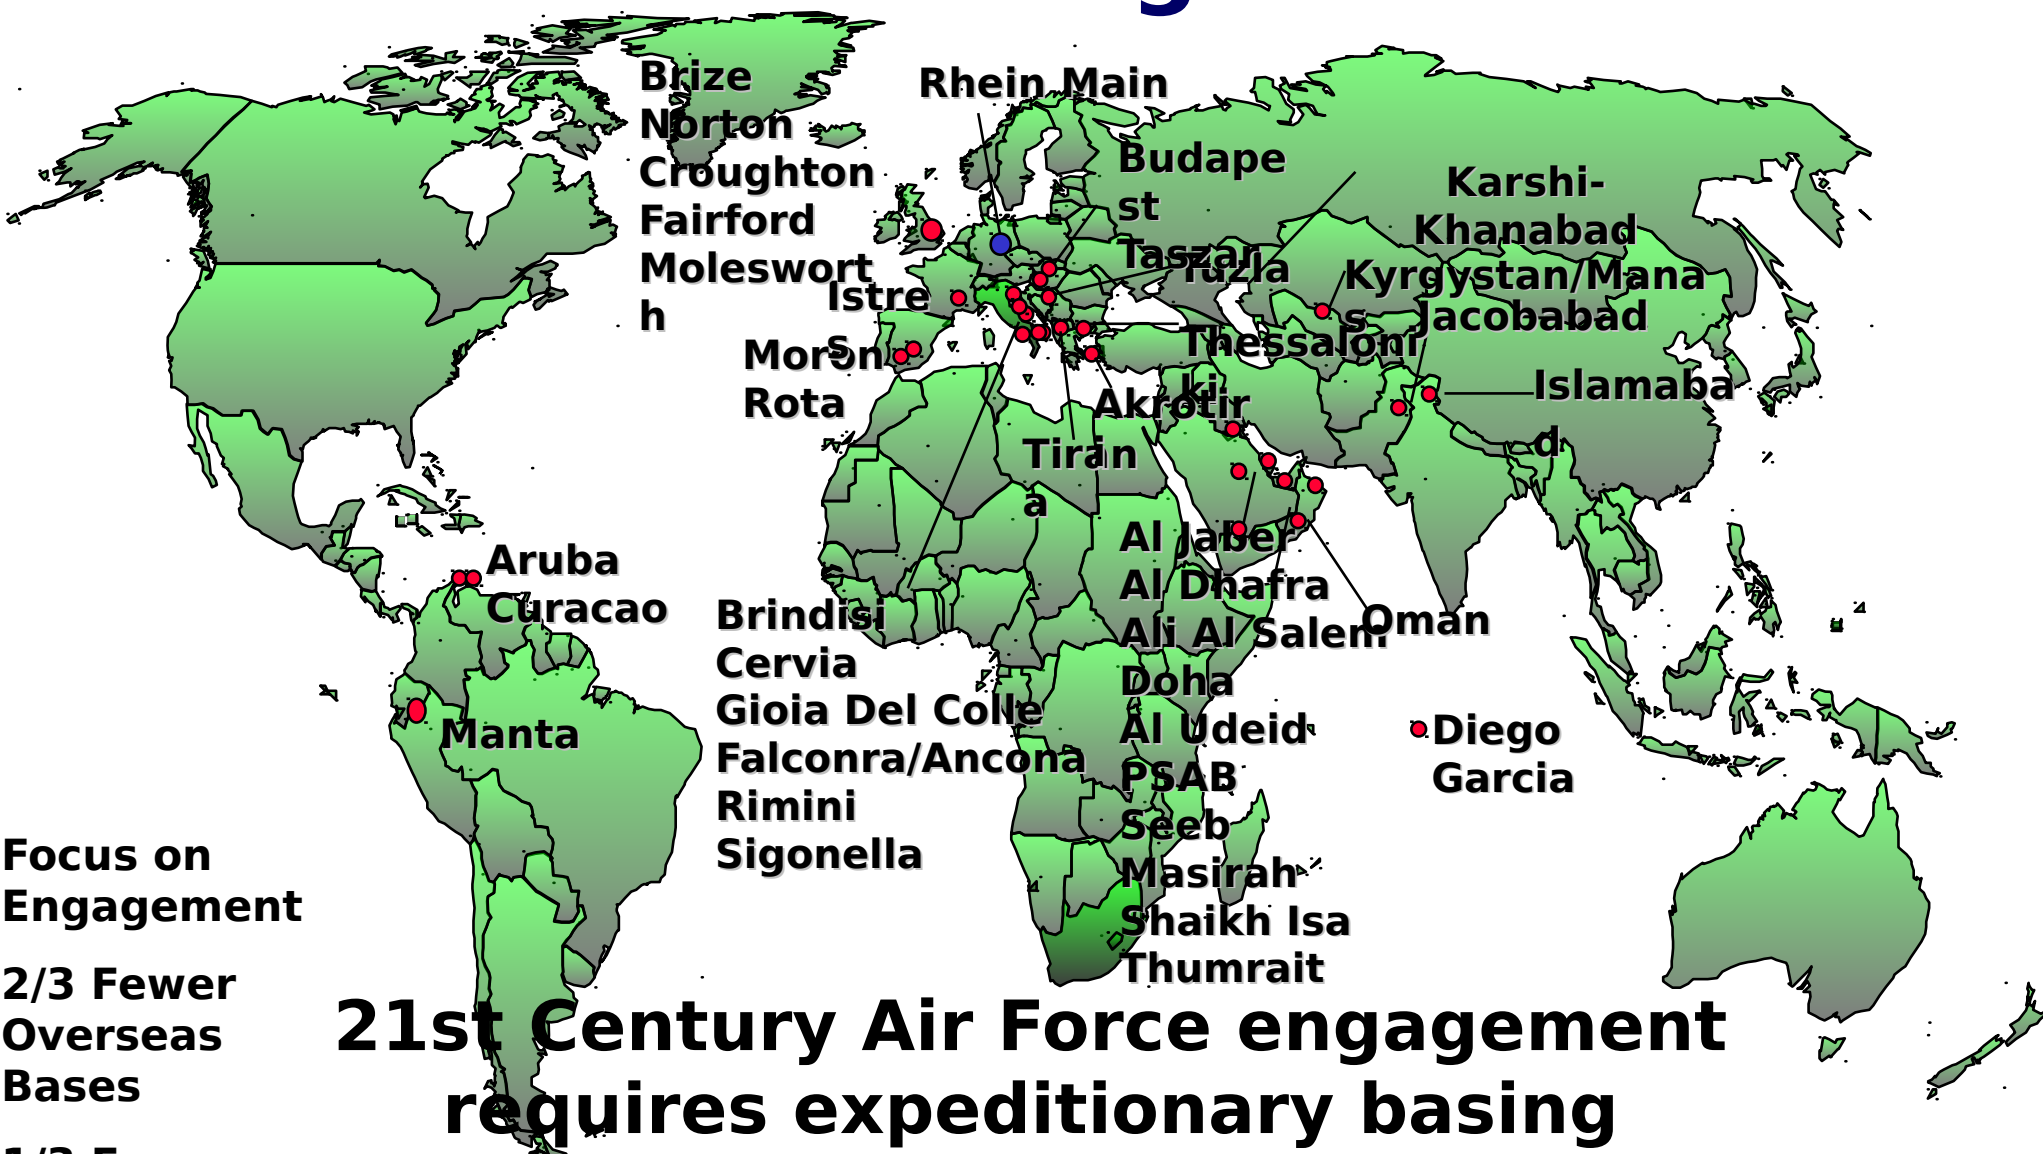 Brize
Norton
Croughton
Fairford
Moleswort
h
Rhein Main
Budape
st
Taszar
Tuzla
Karshi-
Khanabad
Kyrgystan/Mana
s
Jacobabad
Istre
s
Moron
Rota
Thessaloni
ki
Akrotir
i
Islamaba
d
Tiran
a
Aruba
Curacao
Manta
Brindisi
Cervia
Gioia Del Colle
Falconra/Ancona
Rimini
Sigonella
Al Jaber
Al Dhafra
Ali Al Salem
Doha
Al Udeid
PSAB
Seeb
Masirah
Shaikh Isa
Thumrait
Oman
Diego
Garcia
Focus on
Engagement
2/3 Fewer
Overseas
Bases
21st Century Air Force engagement
requires expeditionary basing